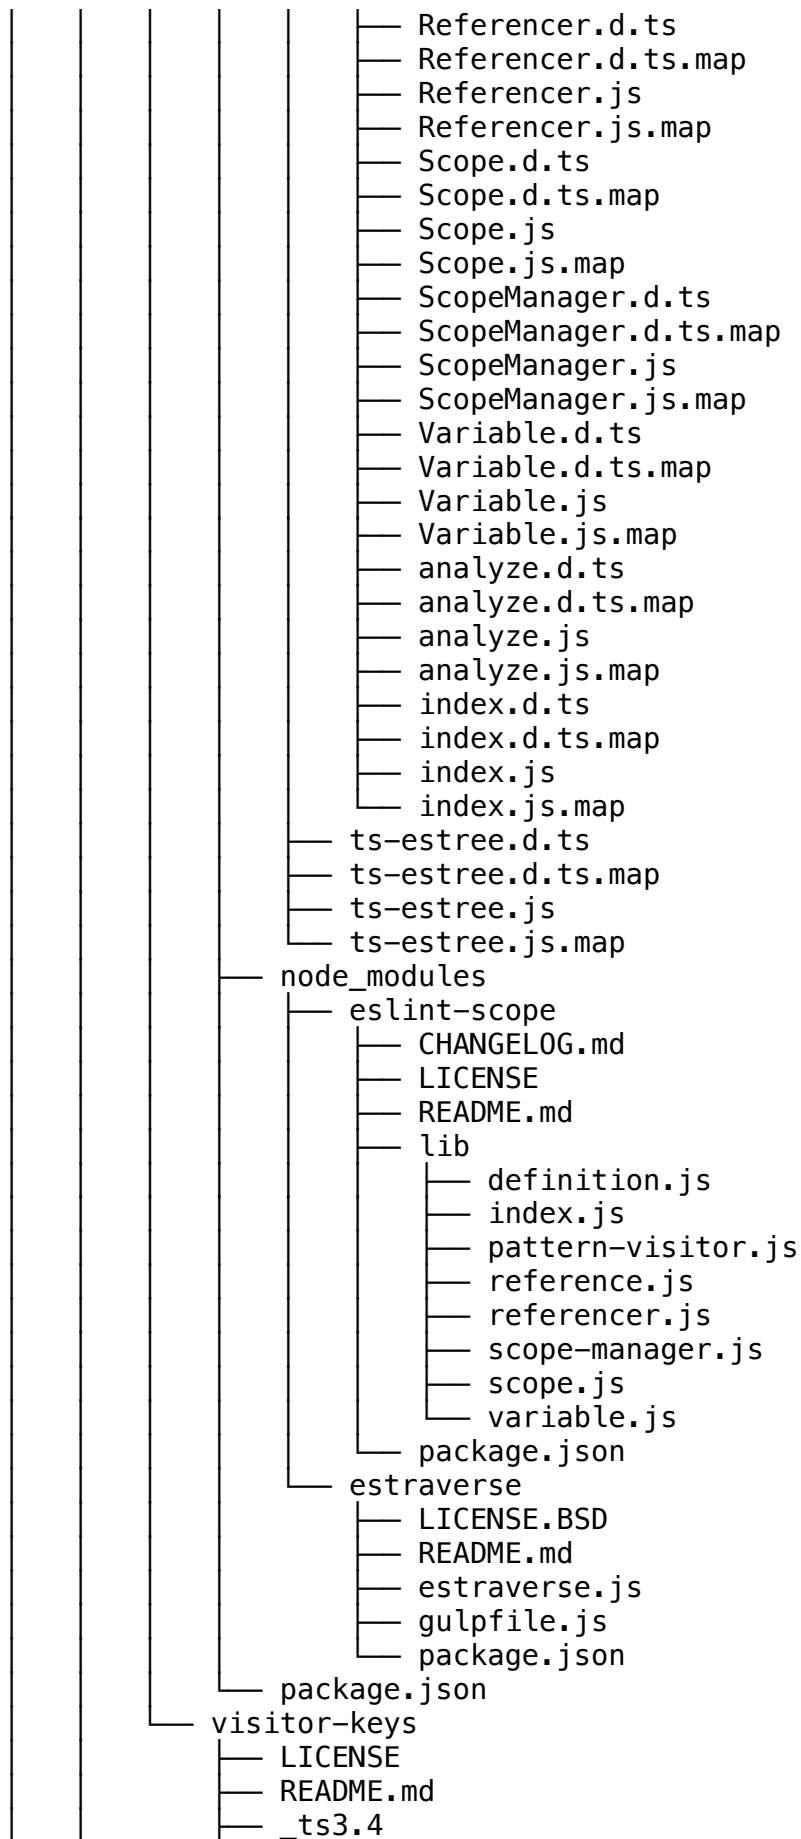 │   │   │   │   │   ├── Referencer.d.ts
│   │   │   │   │   ├── Referencer.d.ts.map
│   │   │   │   │   ├── Referencer.js
│   │   │   │   │   ├── Referencer.js.map
│   │   │   │   │   ├── Scope.d.ts
│   │   │   │   │   ├── Scope.d.ts.map
│   │   │   │   │   ├── Scope.js
│   │   │   │   │   ├── Scope.js.map
│   │   │   │   │   ├── ScopeManager.d.ts
│   │   │   │   │   ├── ScopeManager.d.ts.map
│   │   │   │   │   ├── ScopeManager.js
│   │   │   │   │   ├── ScopeManager.js.map
│   │   │   │   │   ├── Variable.d.ts
│   │   │   │   │   ├── Variable.d.ts.map
│   │   │   │   │   ├── Variable.js
│   │   │   │   │   ├── Variable.js.map
│   │   │   │   │   ├── analyze.d.ts
│   │   │   │   │   ├── analyze.d.ts.map
│   │   │   │   │   ├── analyze.js
│   │   │   │   │   ├── analyze.js.map
│   │   │   │   │   ├── index.d.ts
│   │   │   │   │   ├── index.d.ts.map
│   │   │   │   │   ├── index.js
│   │   │   │   │   └── index.js.map
│   │   │   │   ├── ts-estree.d.ts
│   │   │   │   ├── ts-estree.d.ts.map
│   │   │   │   ├── ts-estree.js
│   │   │   │   └── ts-estree.js.map
│   │   │   ├── node_modules
│   │   │   │   ├── eslint-scope
│   │   │   │   │   ├── CHANGELOG.md
│   │   │   │   │   ├── LICENSE
│   │   │   │   │   ├── README.md
│   │   │   │   │   ├── lib
│   │   │   │   │   │   ├── definition.js
│   │   │   │   │   │   ├── index.js
│   │   │   │   │   │   ├── pattern-visitor.js
│   │   │   │   │   │   ├── reference.js
│   │   │   │   │   │   ├── referencer.js
│   │   │   │   │   │   ├── scope-manager.js
│   │   │   │   │   │   ├── scope.js
│   │   │   │   │   │   └── variable.js
│   │   │   │   │   └── package.json
│   │   │   │   └── estraverse
│   │   │   │       ├── LICENSE.BSD
│   │   │   │       ├── README.md
│   │   │   │       ├── estraverse.js
│   │   │   │       ├── gulpfile.js
│   │   │   │       └── package.json
│   │   │   └── package.json
│   │   └── visitor-keys
│   │       ├── LICENSE
│   │       ├── README.md
│   │       ├── _ts3.4